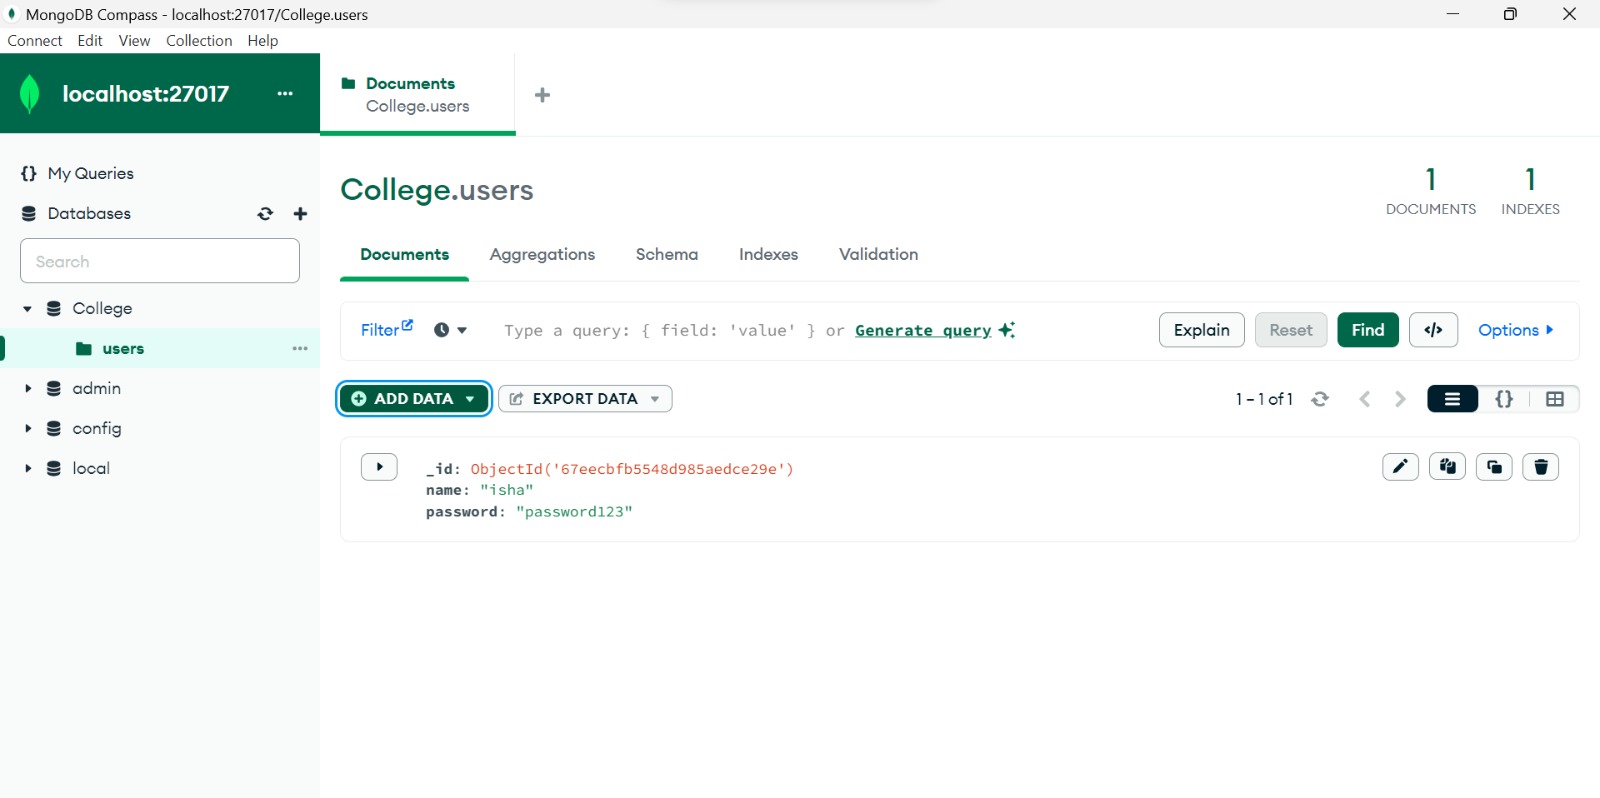 MongoDB Compass - localhost:27017/College.users
Connect Edit View Collection Help
localhost:27017 ···
Documents
College.users
{} My Queries
Databases
Search
College
users
admin
config
local
College.users
1 DOCUMENTS
1 INDEXES
Documents Aggregations Schema Indexes Validation
Filter Type a query: { field: 'value' } or Generate query Explain Reset Find </> Options
ADD DATA EXPORT DATA 1 – 1 of 1 {}
_id: ObjectId('67eecbfb5548d985aedce29e')
name: "isha"
password: "password123"